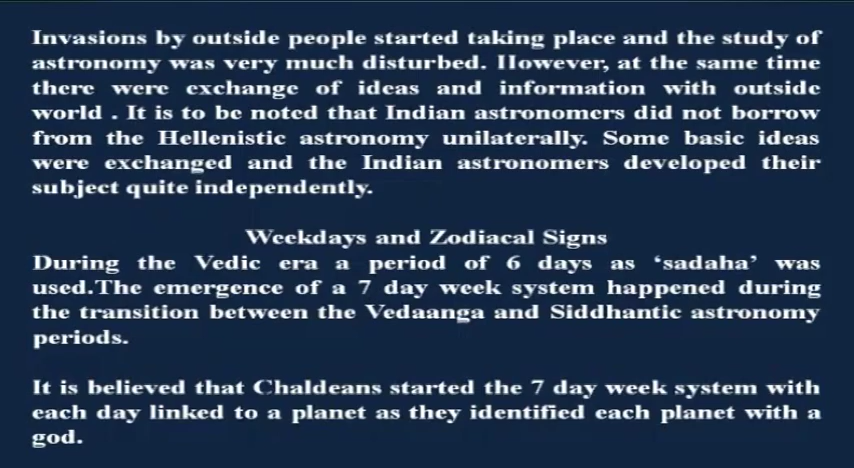 Invasions by outside people started taking place and the study of
astronomy was very much disturbed. However, at the same time
there were exchange of ideas and information with outside
world . It is to be noted that Indian astronomers did not borrow
from the Hellenistic astronomy unilaterally. Some basic ideas
were exchanged and the Indian astronomers developed their
subject quite independently.
Weekdays and Zodiacal Signs
During the Vedic era a period of 6 days as ‘sadaha’ was
used.The emergence of a 7 day week system happened during
the transition between the Vedaanga and Siddhantic astronomy
periods.
It is believed that Chaldeans started the 7 day week system with
each day linked to a planet as they identified each planet with a
god.